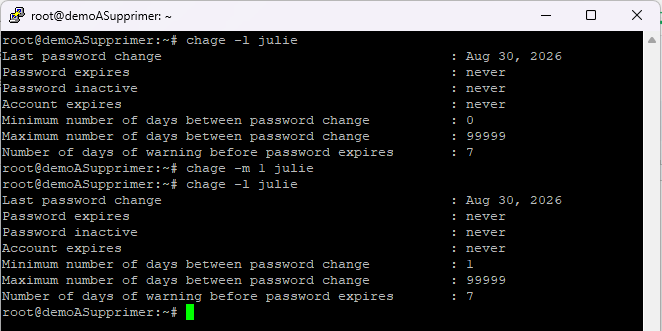 root@demoASupprimer: ~
root@demoASupprimer:~# chage -l julie
Last password change : Aug 30, 2026
Password expires : never
Password inactive : never
Account expires : never
Minimum number of days between password change : 0
Maximum number of days between password change : 99999
Number of days of warning before password expires : 7
root@demoASupprimer:~# chage -m 1 julie
root@demoASupprimer:~# chage -l julie
Last password change : Aug 30, 2026
Password expires : never
Password inactive : never
Account expires : never
Minimum number of days between password change : 1
Maximum number of days between password change : 99999
Number of days of warning before password expires : 7
root@demoASupprimer:~#